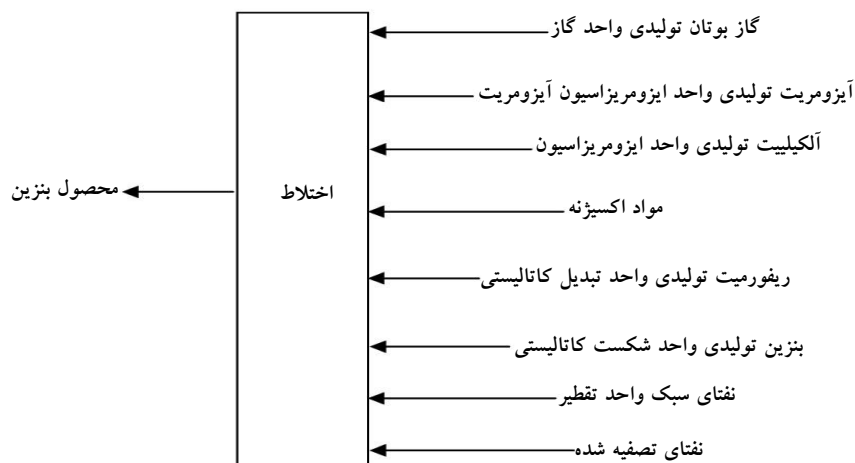 گاز بوتان تولیدی واحد گاز
آیزومریت تولیدی واحد ایزومریزاسیون آیزومریت
آلکیلییت تولیدی واحد ایزومریزاسیون
محصول بنزین
اختلاط
مواد اکسیژنه
ریفورمیت تولیدی واحد تبدیل کاتالیستی
بنزین تولیدی واحد شکست کاتالیستی
نفتای سبک واحد تقطیر
نفتای تصفیه شده